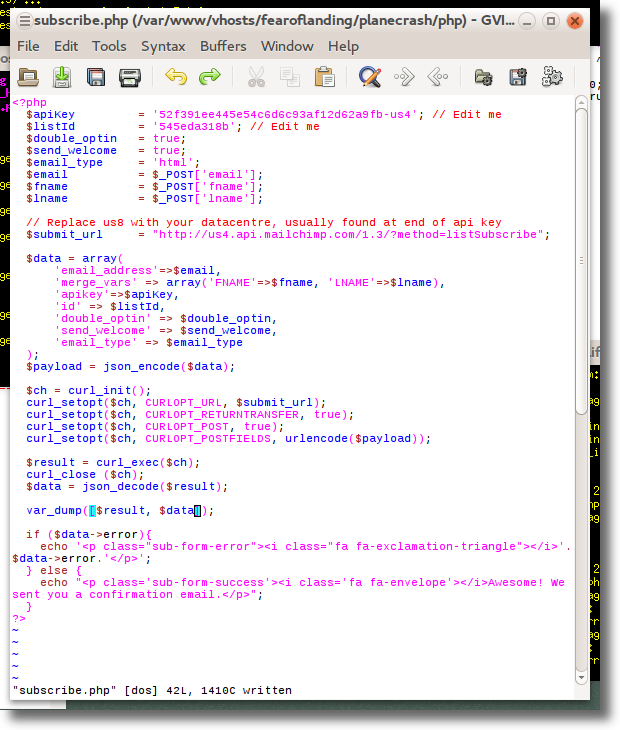 subscribe.php (/var/www/vhosts/fearoflanding/planecrash/php) - GVI...
File Edit Tools Syntax Buffers Window Help
<?php
$apiKey = '52f391ee445e54c6d6c93af12d62a9fb-us4'; // Edit me
$listId = '545eda318b'; // Edit me
$double_optin = true;
$send_welcome = true;
$email_type = 'html';
$email = $_POST['email'];
$fname = $_POST['fname'];
$lname = $_POST['lname'];
// Replace us8 with your datacentre, usually found at end of api key
$submit_url = "http://us4.api.mailchimp.com/1.3/?method=listSubscribe";
$data = array(
'email_address'=>$email,
'merge_vars' => array('FNAME'=>$fname, 'LNAME'=>$lname),
'apikey'=>$apiKey,
'id' => $listId,
'double_optin' => $double_optin,
'send_welcome' => $send_welcome,
'email_type' => $email_type
);
$payload = json_encode($data);
$ch = curl_init();
curl_setopt($ch, CURLOPT_URL, $submit_url);
curl_setopt($ch, CURLOPT_RETURNTRANSFER, true);
curl_setopt($ch, CURLOPT_POST, true);
curl_setopt($ch, CURLOPT_POSTFIELDS, urlencode($payload));
$result = curl_exec($ch);
curl_close ($ch);
$data = json_decode($result);
var_dump([$result, $data]);
if ($data->error){
echo '<p class="sub-form-error"><i class="fa fa-exclamation-triangle"></i>'.
$data->error.'</p>';
} else {
echo "<p class='sub-form-success'><i class='fa fa-envelope'></i>Awesome! We
sent you a confirmation email.</p>";
}
?>
~
~
~
~
~
"subscribe.php" [dos] 42L, 1410C written